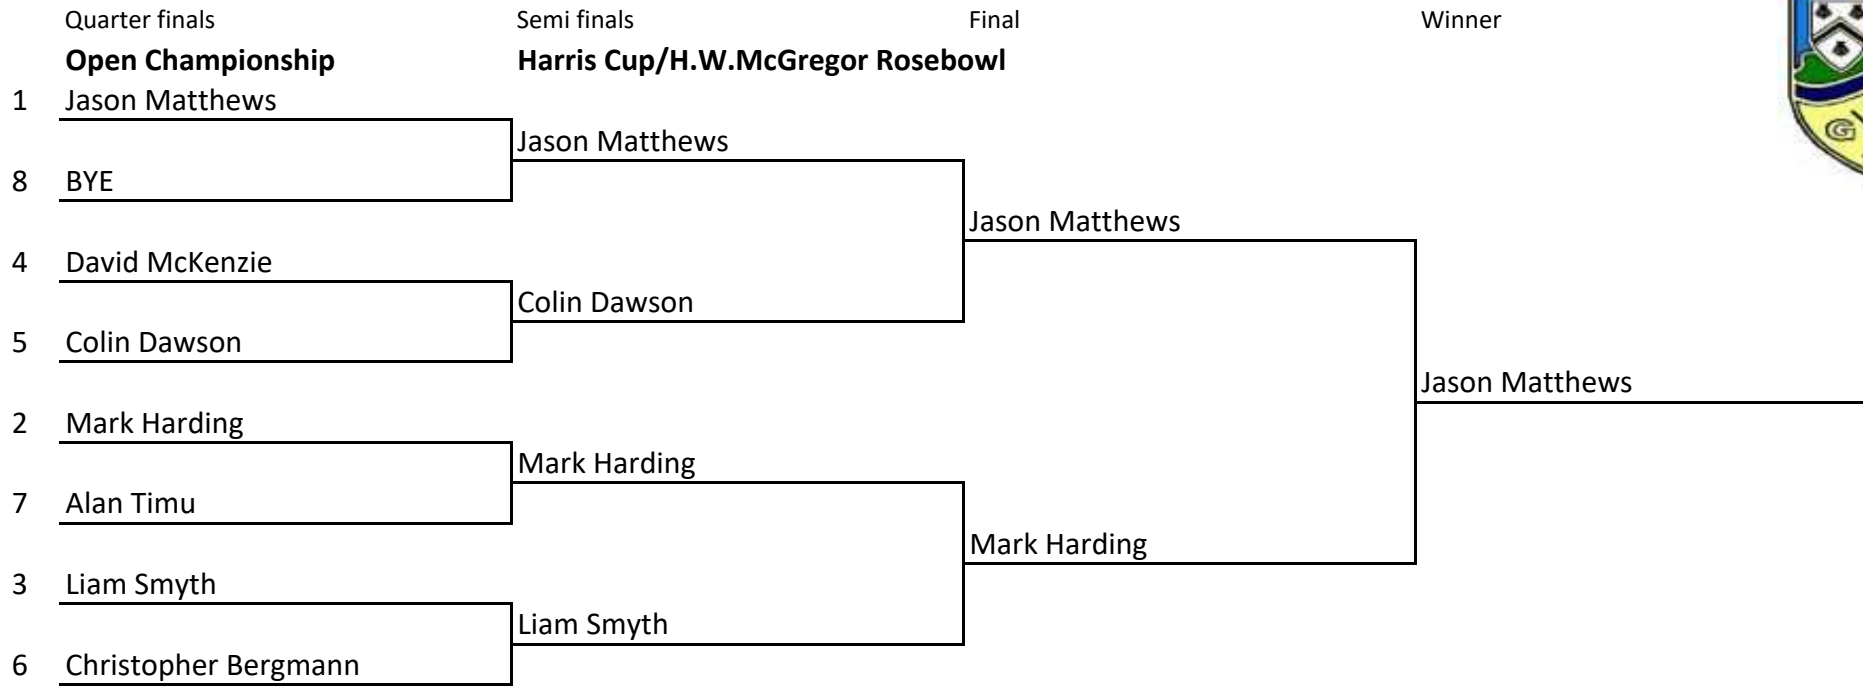 Quarter finals Semi finals Final Winner
Open Championship Harris Cup/H.W.McGregor Rosebowl
1 Jason Matthews
Jason Matthews
8 BYE
Jason Matthews
4 David McKenzie
Colin Dawson
5 Colin Dawson
Jason Matthews
2 Mark Harding
Mark Harding
7 Alan Timu
Mark Harding
3 Liam Smyth
Liam Smyth
6 Christopher Bergmann
G